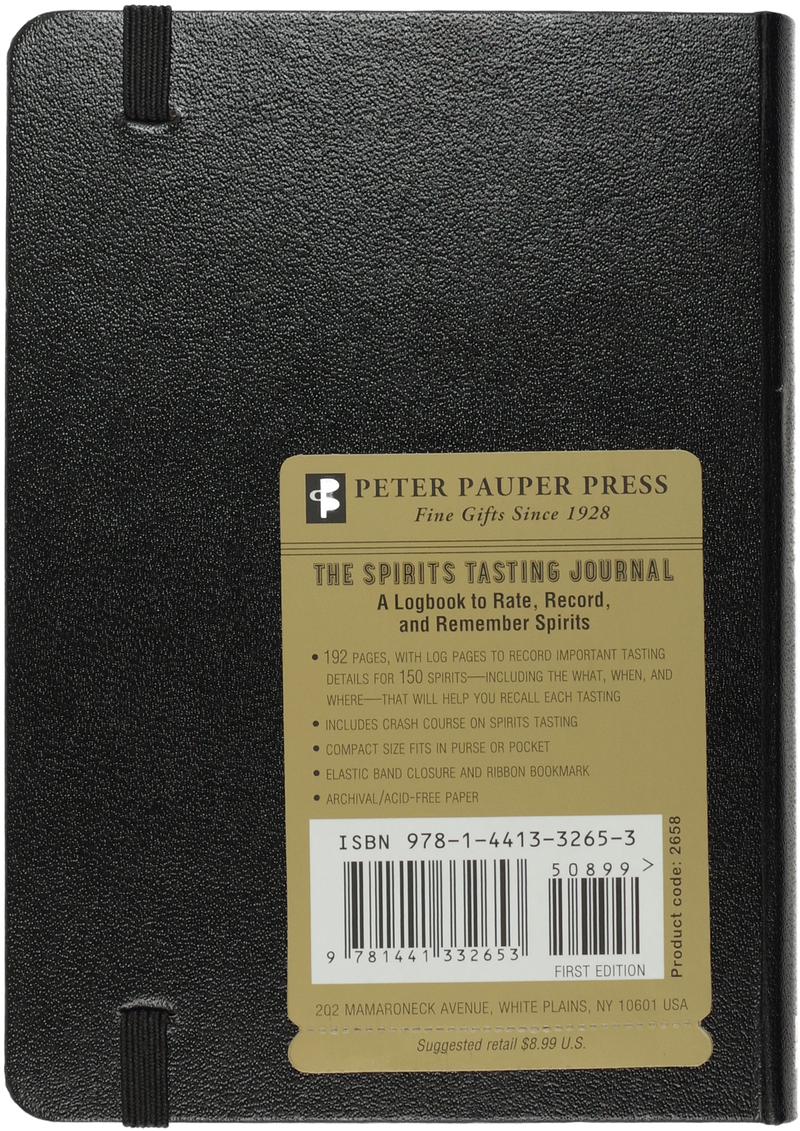 PETER PAUPER PRESS
Fine Gifts Since 1928
THE SPIRITS TASTING JOURNAL
A Logbook to Rate, Record,
and Remember Spirits
• 192 PAGES, WITH LOG PAGES TO RECORD IMPORTANT TASTING
DETAILS FOR 150 SPIRITS—INCLUDING THE WHAT, WHEN, AND
WHERE—THAT WILL HELP YOU RECALL EACH TASTING
• INCLUDES CRASH COURSE ON SPIRITS TASTING
• COMPACT SIZE FITS IN PURSE OR POCKET
• ELASTIC BAND CLOSURE AND RIBBON BOOKMARK
• ARCHIVAL/ACID-FREE PAPER
ISBN 978-1-4413-3265-3
50899 >
9 781441 332653
FIRST EDITION
Product code: 2658
202 MAMARONECK AVENUE, WHITE PLAINS, NY 10601 USA
Suggested retail $8.99 U.S.